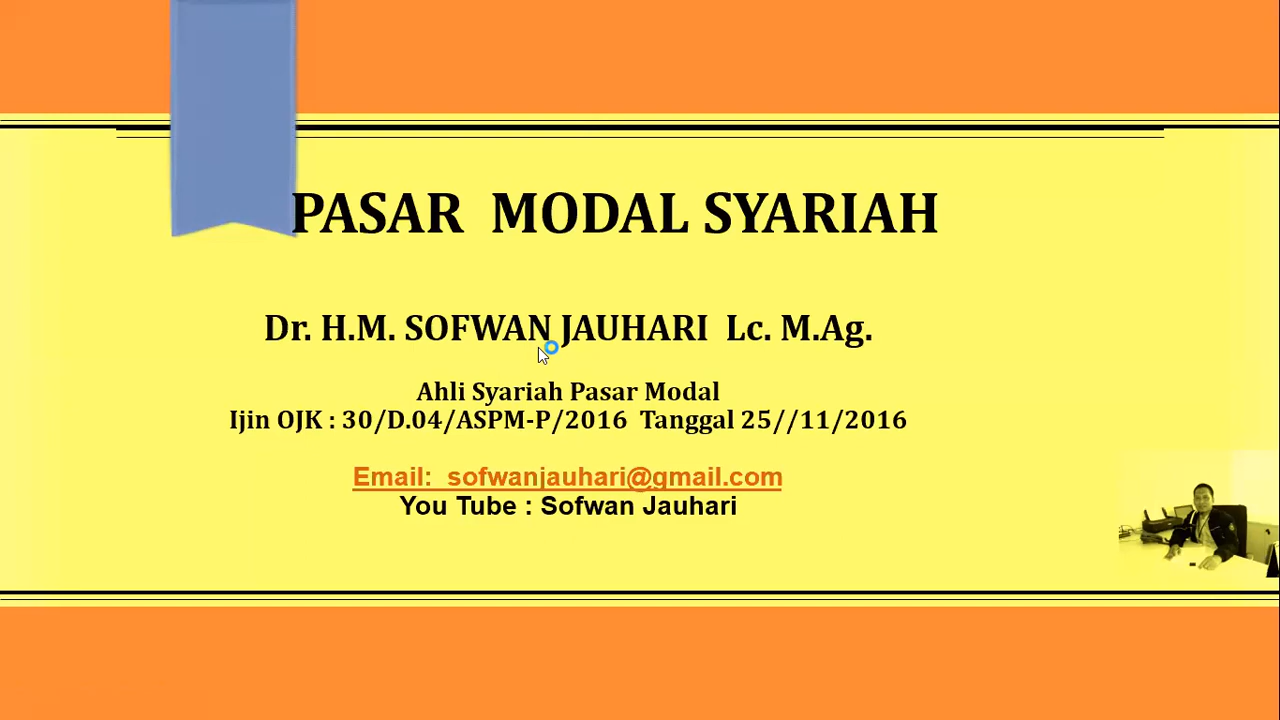 PASAR MODAL SYARIAH
Dr. H.M. SOFWAN JAUHARI Lc. M.Ag.
Ahli Syariah Pasar Modal
Ijin OJK : 30/D.04/ASPM-P/2016 Tanggal 25//11/2016
Email: sofwanjauhari@gmail.com
You Tube : Sofwan Jauhari